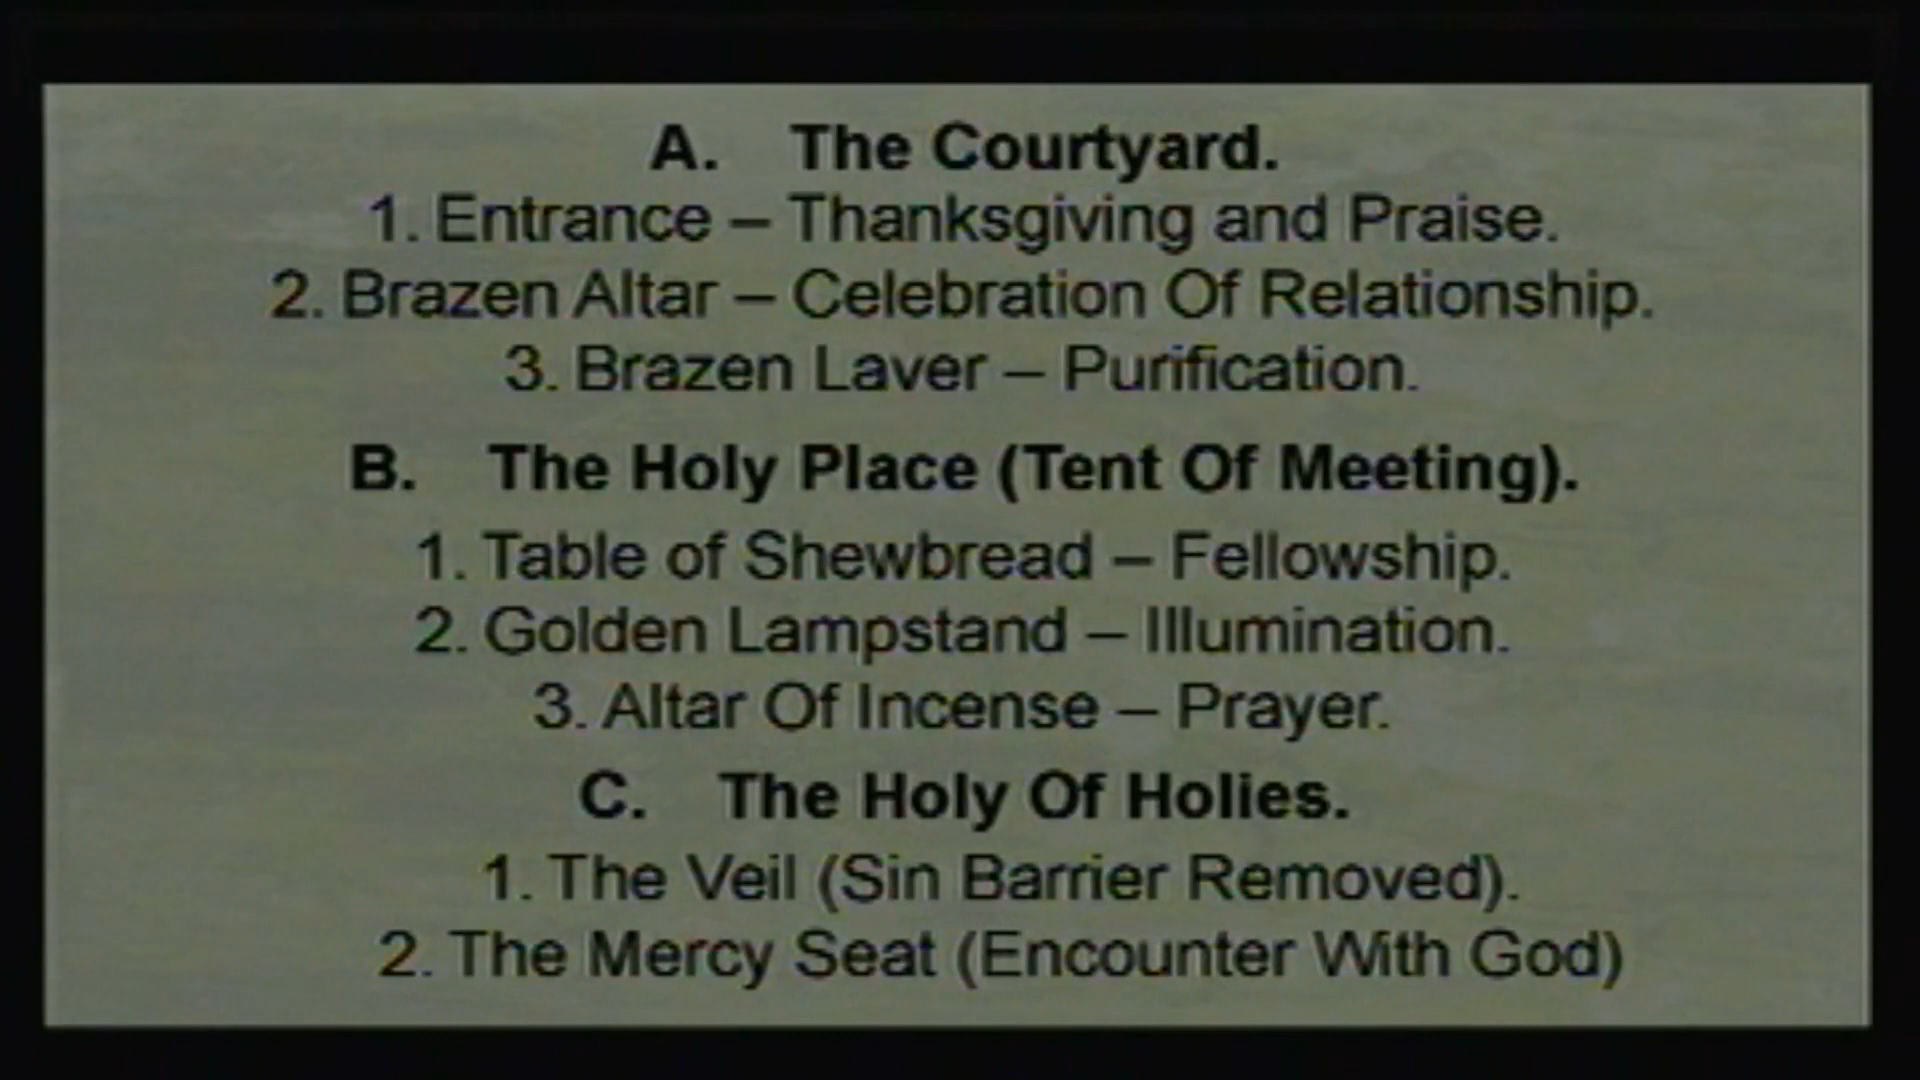 A. The Courtyard.
1. Entrance – Thanksgiving and Praise.
2. Brazen Altar – Celebration Of Relationship.
3. Brazen Laver – Purification.
B. The Holy Place (Tent Of Meeting).
1. Table of Shewbread – Fellowship.
2. Golden Lampstand – Illumination.
3. Altar Of Incense – Prayer.
C. The Holy Of Holies.
1. The Veil (Sin Barrier Removed).
2. The Mercy Seat (Encounter With God)